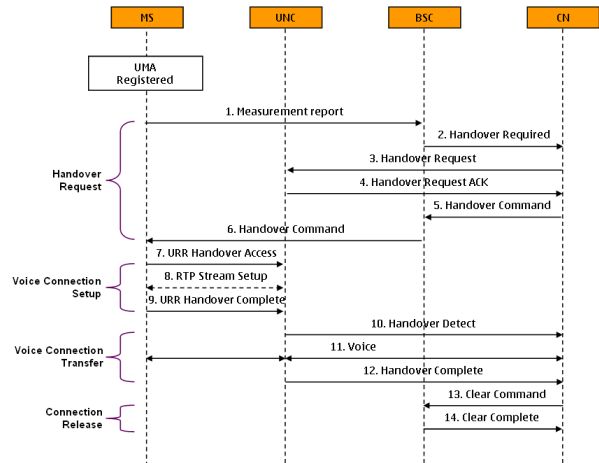 MS
UNC
BSC
CN
UMA
Registered
1. Measurement report
2. Handover Required
3. Handover Request
4. Handover Request ACK
5. Handover Command
Handover
Request
6. Handover Command
7. URR Handover Access
8. RTP Stream Setup
9. URR Handover Complete
Voice Connection
Setup
10. Handover Detect
11. Voice
12. Handover Complete
Voice Connection
Transfer
13. Clear Command
14. Clear Complete
Connection
Release